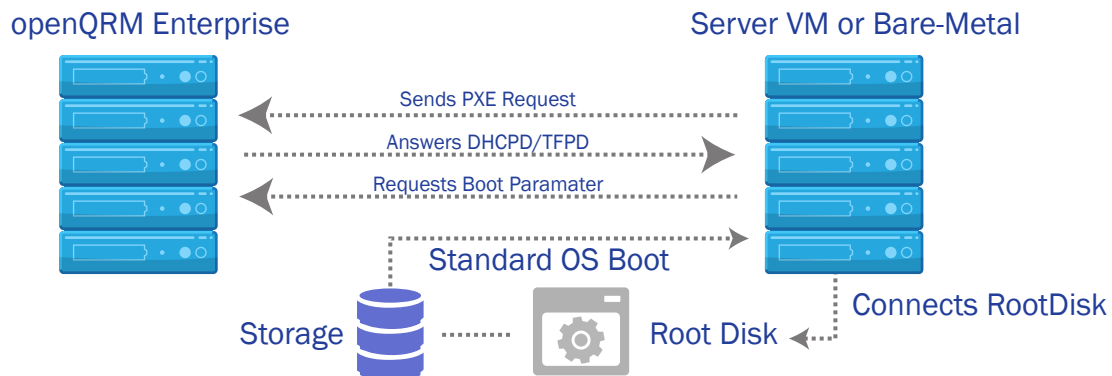 openQRM Enterprise
Server VM or Bare-Metal
Sends PXE Request
Answers DHCPD/TFPD
Requests Boot Paramater
Standard OS Boot
Connects RootDisk
Storage
Root Disk